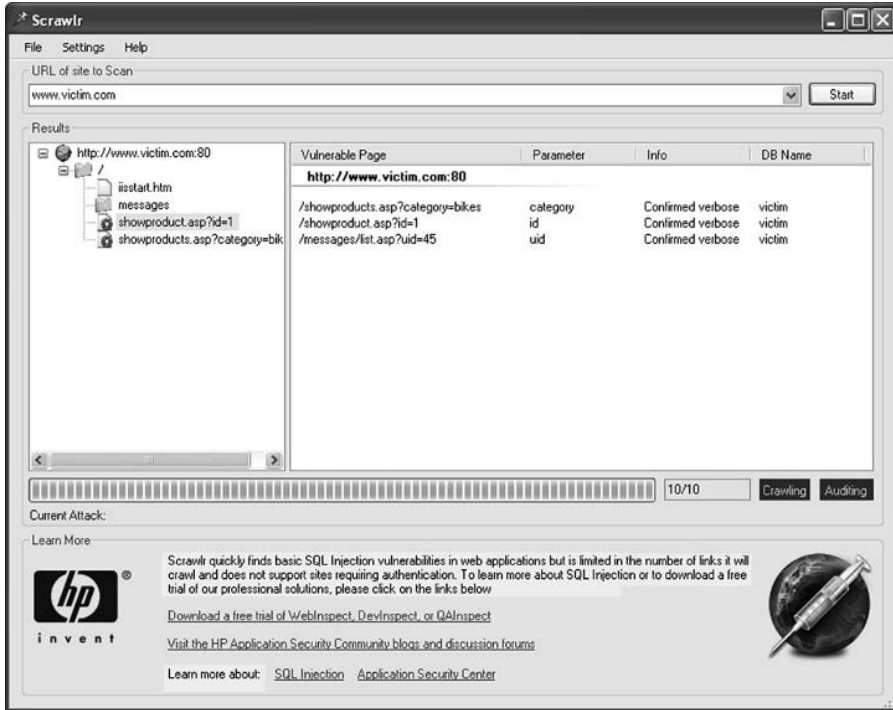 Scrawlr
File Settings Help
URL of site to Scan
www.victim.com
Start
Results
http://www.victim.com:80
/
iisstart.htm
messages
showproduct.asp?id=1
showproducts.asp?category=bik
Vulnerable Page Parameter Info DB Name
http://www.victim.com:80
/showproducts.asp?category=bikes category Confirmed verbose victim
/showproduct.asp?id=1 id Confirmed verbose victim
/messages/list.asp?uid=45 uid Confirmed verbose victim
10/10
Crawling
Auditing
Current Attack:
Learn More
hp®
invent
Scrawlr quickly finds basic SQL Injection vulnerabilities in web applications but is limited in the number of links it will
crawl and does not support sites requiring authentication. To learn more about SQL Injection or to download a free
trial of our professional solutions, please click on the links below
Download a free trial of WebInspect, DevInspect, or QAInspect
Visit the HP Application Security Community blogs and discussion forums
Learn more about: SQL Injection Application Security Center